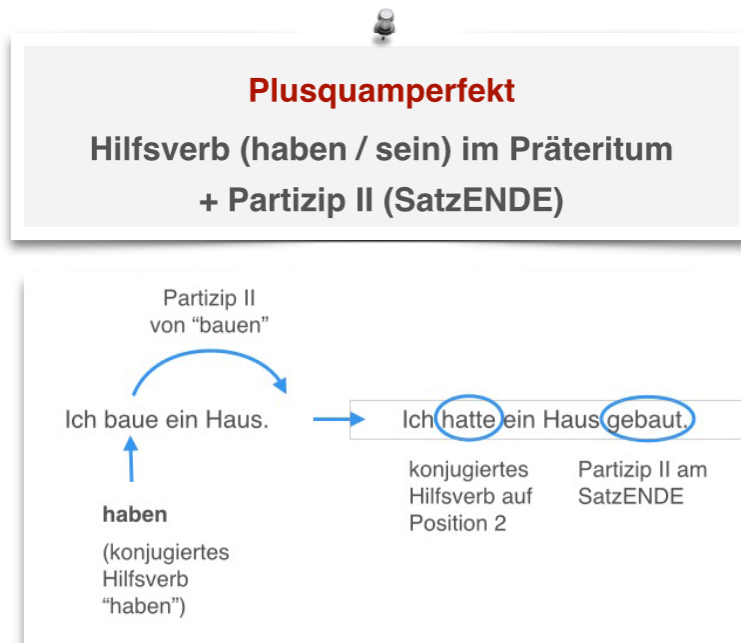 Plusquamperfekt
Hilfsverb (haben / sein) im Präteritum
+ Partizip II (SatzENDE)
Partizip II
von “bauen”
Ich baue ein Haus.
Ich hatte ein Haus gebaut.
haben
(konjugiertes
Hilfsverb
“haben”)
konjugiertes
Hilfsverb auf
Position 2
Partizip II am
SatzENDE